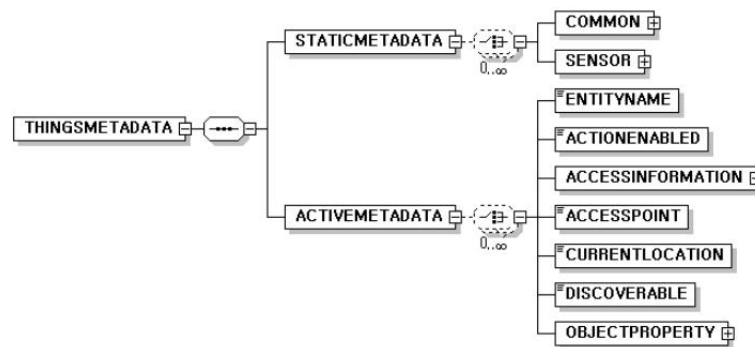 THINGSMETADATA
STATICMETADATA
0..∞
COMMON
SENSOR
ACTIVEMETADATA
0..∞
ENTITYNAME
ACTIONENABLED
ACCESSINFORMATION
ACCESSPOINT
CURRENTLOCATION
DISCOVERABLE
OBJECTPROPERTY